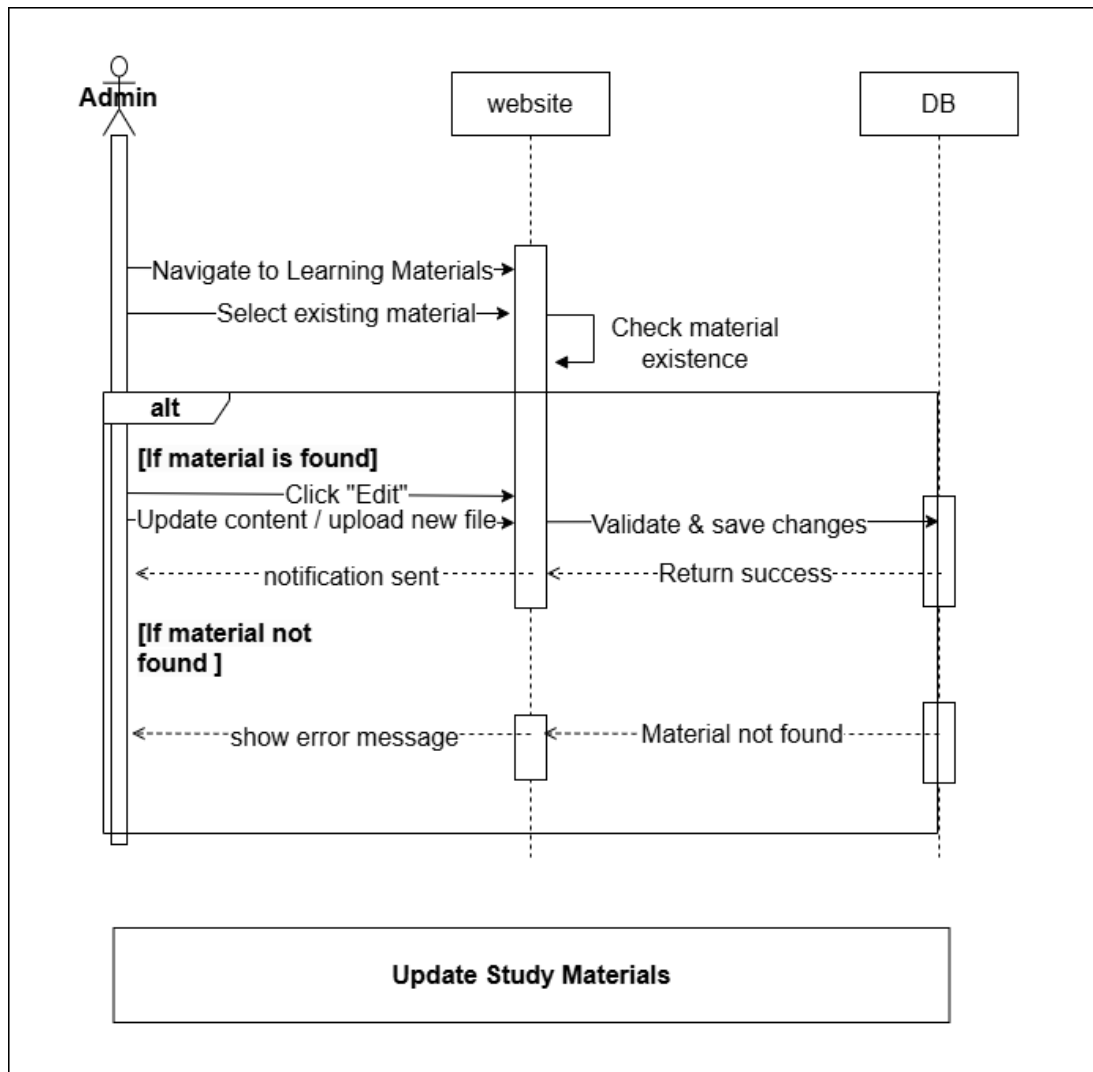 Admin
website
DB
Navigate to Learning Materials
Select existing material
Check material
existence
alt
[If material is found]
Click "Edit"
Update content / upload new file
Validate & save changes
notification sent
Return success
[If material not
found ]
show error message
Material not found
Update Study Materials